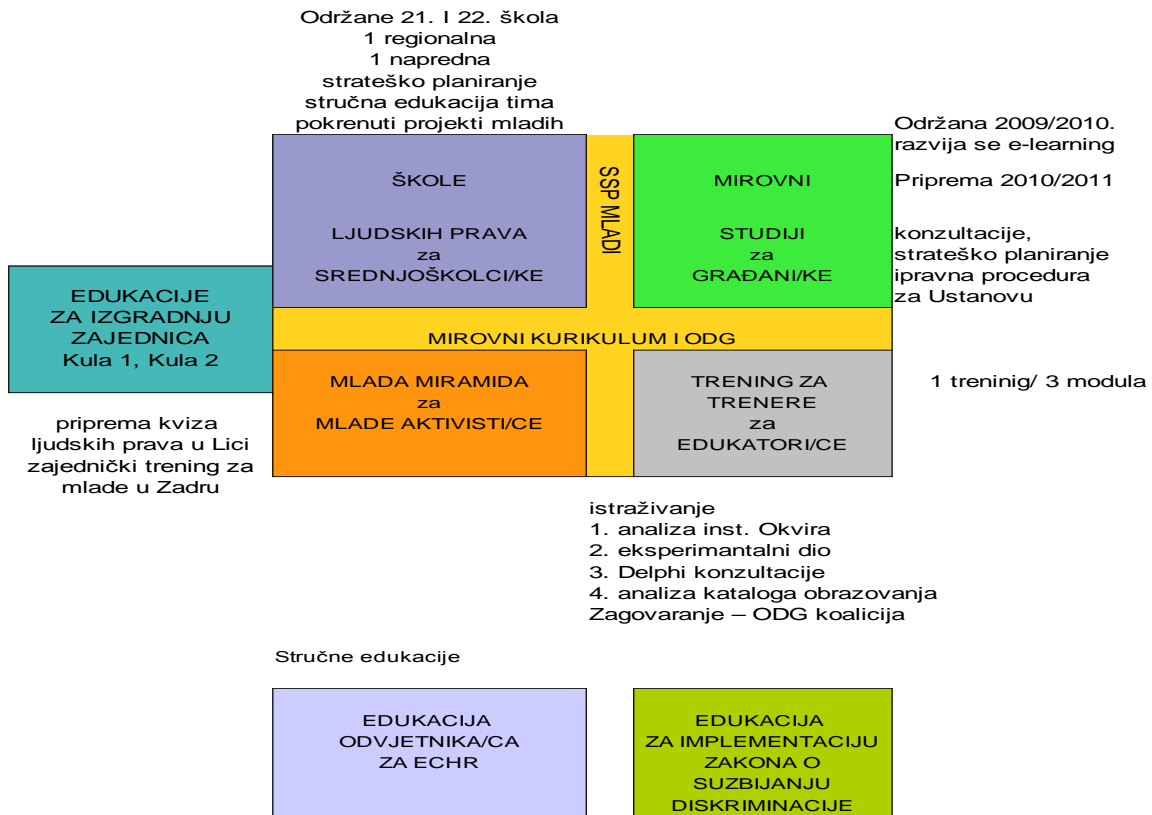 Održane 21. I 22. škola
1 regionalna
1 napredna
strateško planiranje
stručna edukacija tima
pokrenuti projekti mladih
ŠKOLE
LJUDSKIH PRAVA
za
SREDNJOŠKOLCI/KE
SSP MLADI
MIROVNI
STUDIJI
za
GRAĐANI/KE
Održana 2009/2010.
razvija se e-learning
Priprema 2010/2011
konzultacije,
strateško planiranje
ipravna procedura
za Ustanovu
EDUKACIJE
ZA IZGRADNJU
ZAJEDNICA
Kula 1, Kula 2
MIROVNI KURIKULUM I ODG
MLADA MIRAMIDA
za
MLADE AKTIVISTI/CE
TRENING ZA
TRENERE
za
EDUKATORI/CE
1 treninig/ 3 modula
priprema kviza
ljudskih prava u Lici
zajednički trening za
mlade u Zadru
istraživanje
1. analiza inst. Okvira
2. eksperimantalni dio
3. Delphi konzultacije
4. analiza kataloga obrazovanja
Zagovaranje – ODG koalicija
Stručne edukacije
EDUKACIJA
ODVJETNIKA/CA
ZA ECHR
EDUKACIJA
ZA IMPLEMENTACIJU
ZAKONA O
SUZBIJANJU
DISKRIMINACIJE